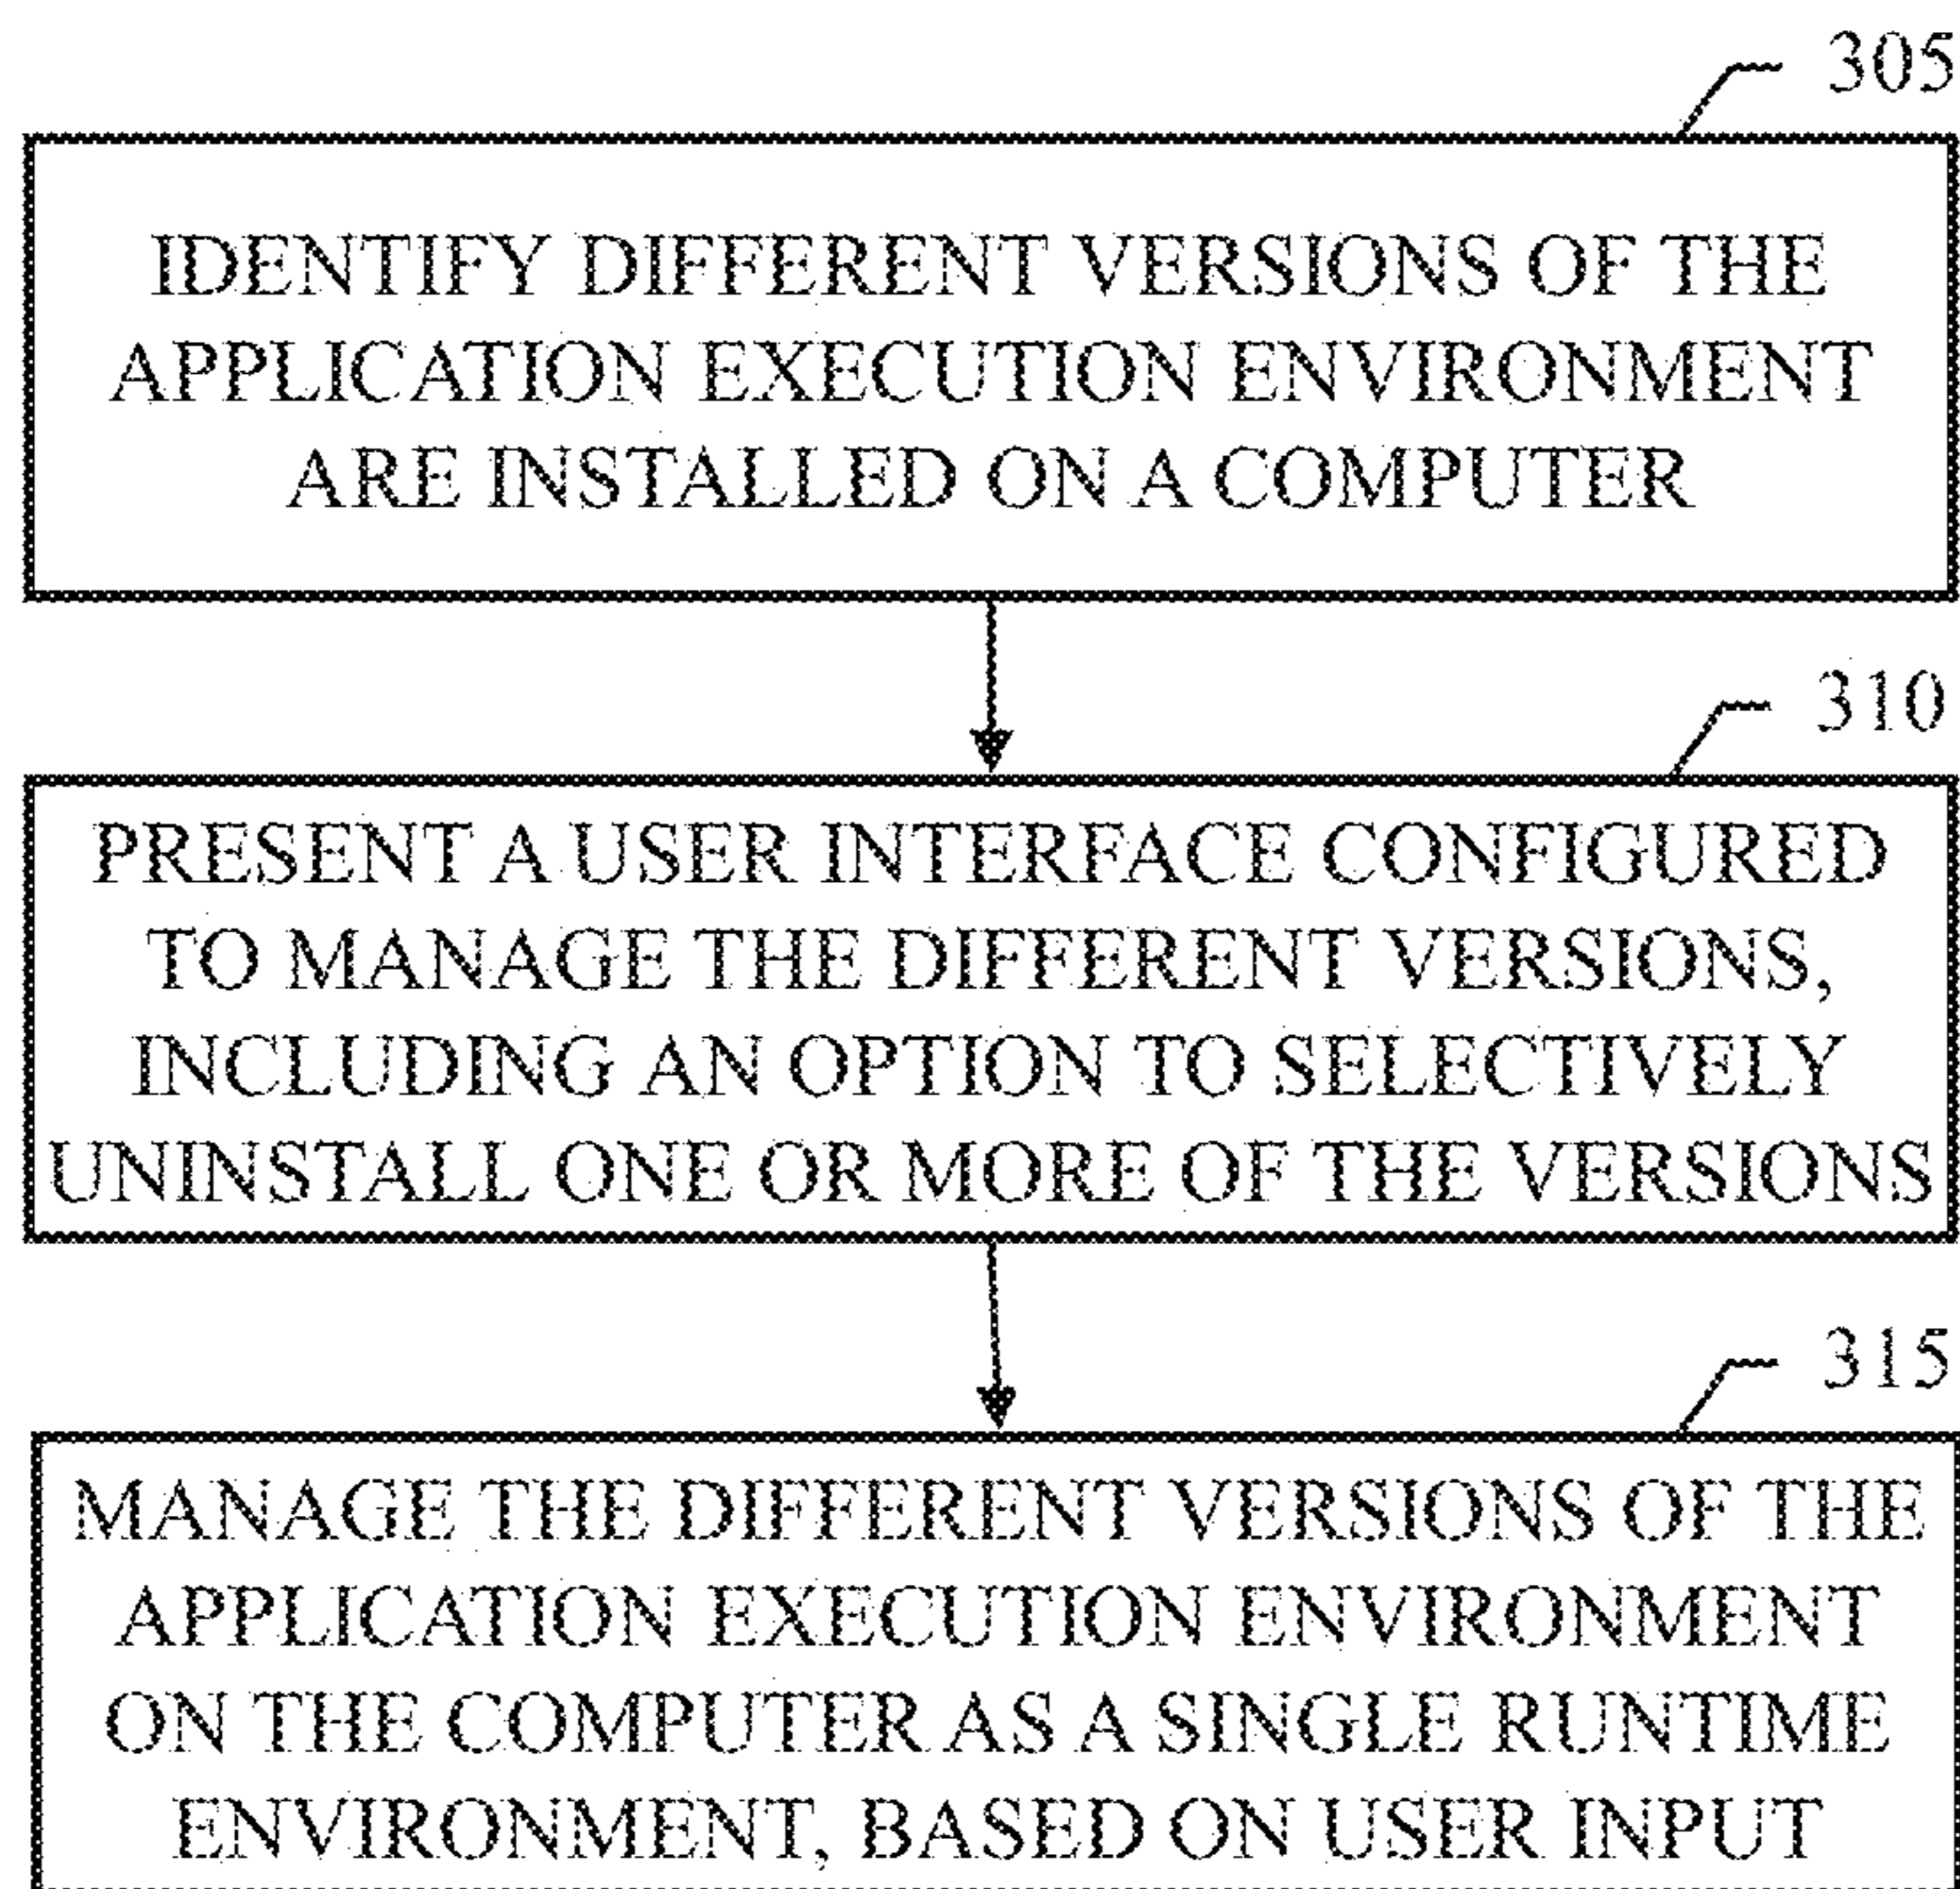 305
IDENTIFY DIFFERENT VERSIONS OF THE
APPLICATION EXECUTION ENVIRONMENT
ARE INSTALLED ON A COMPUTER
310
PRESENT A USER INTERFACE CONFIGURED
TO MANAGE THE DIFFERENT VERSIONS,
INCLUDING AN OPTION TO SELECTIVELY
UNINSTALL ONE OR MORE OF THE VERSIONS
315
MANAGE THE DIFFERENT VERSIONS OF THE
APPLICATION EXECUTION ENVIRONMENT
ON THE COMPUTER AS A SINGLE RUNTIME
ENVIRONMENT, BASED ON USER INPUT